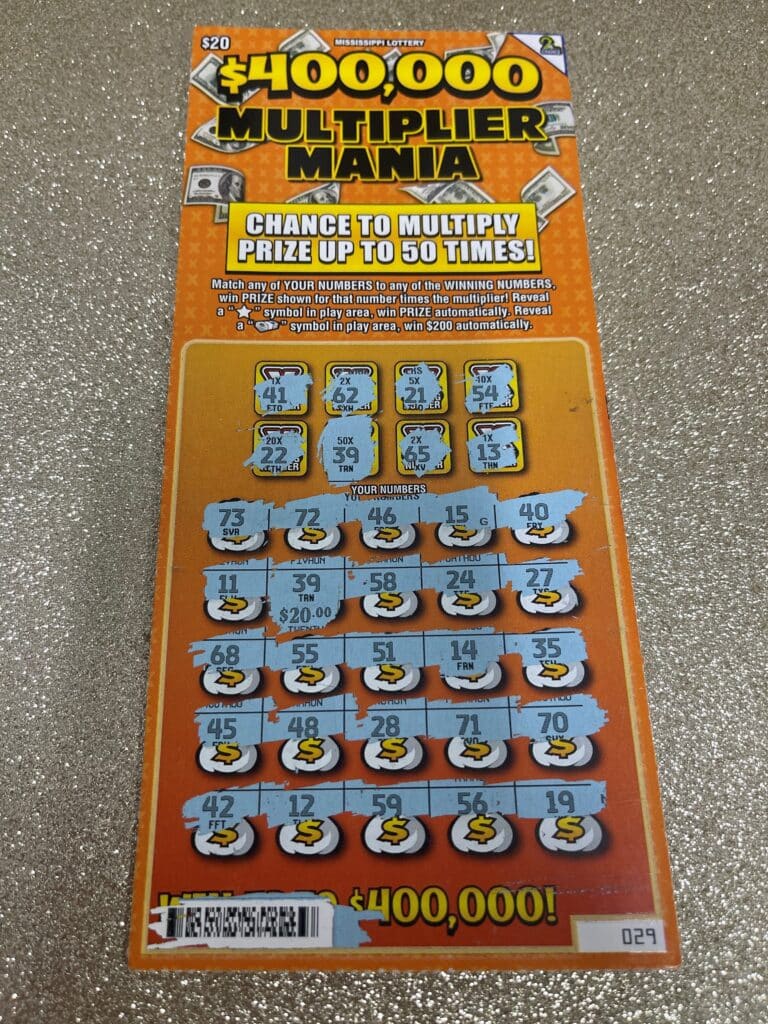 $20
MISSISSIPPI LOTTERY
$400,000
MULTIPLIER
MANIA
CHANCE TO MULTIPLY
PRIZE UP TO 50 TIMES!
Match any of YOUR NUMBERS to any of the WINNING NUMBERS,
win PRIZE shown for that number times the multiplier! Reveal
a " " symbol in play area, win PRIZE automatically. Reveal
a " " symbol in play area, win $200 automatically.
1X 2X 5X 10X
41 62 21 54
20X 50X 2X 1X
22 39 65 13
TRN THN
YOUR NUMBERS
73 72 46 15 G 40
SVR
11 39 58 24 27
TRN
$20.00
68 55 51 14 35
FRN
45 48 28 71 70
42 12 59 56 19
FFT
$400,000!
029